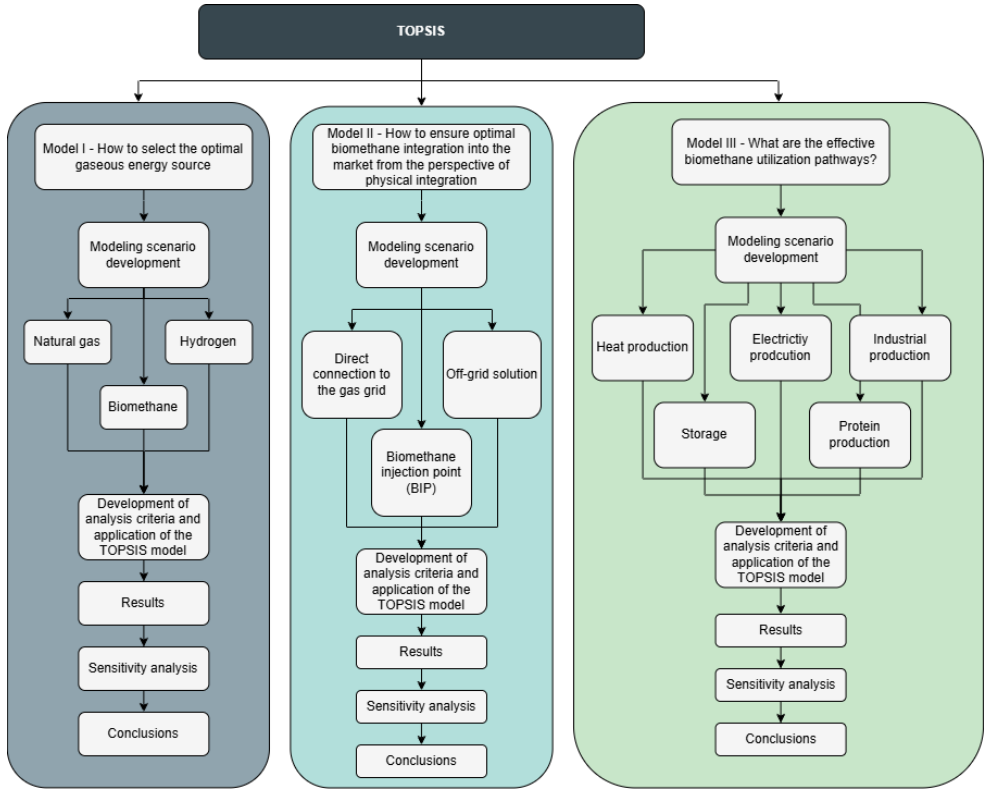 TOPSIS
Model I - How to select the optimal
gaseous energy source
Modeling scenario
development
Natural gas
Hydrogen
Biomethane
Development of
analysis criteria and
application of the
TOPSIS model
Results
Sensitivity analysis
Conclusions
Model II - How to ensure optimal
biomethane integration into the
market from the perspective of
physical integration
Modeling scenario
development
Direct
connection to
the gas grid
Off-grid solution
Biomethane
injection point
(BIP)
Development of
analysis criteria and
application of the
TOPSIS model
Results
Sensitivity analysis
Conclusions
Model III - What are the effective
biomethane utilization pathways?
Modeling scenario
development
Heat production
Electrictiy
prodcution
Industrial
production
Storage
Protein
production
Development of
analysis criteria and
application of the
TOPSIS model
Results
Sensitivity analysis
Conclusions